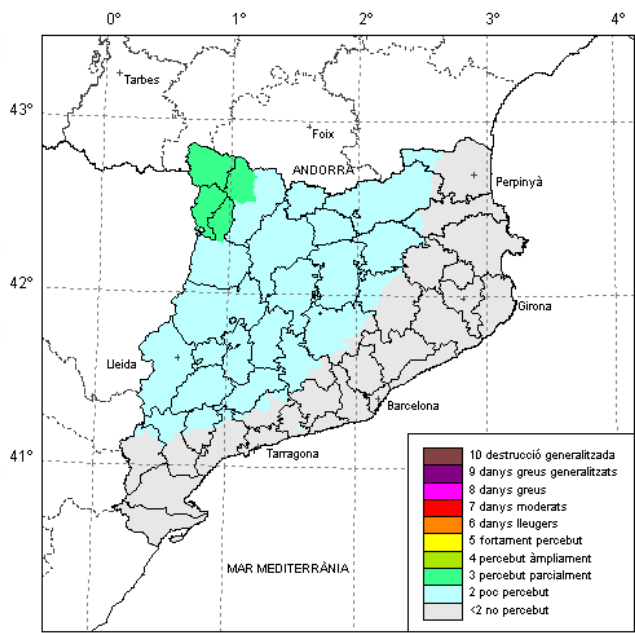 0° 1° 2° 3° 4°
Tarbes
43°
Foix
ANDORRA
Perpinyà
42°
Girona
Lleida
Barcelona
41°
Tarragona
MAR MEDITERRÀNIA
10 destrucció generalitzada
9 danys greus generalitzats
8 danys greus
7 danys moderats
6 danys lleugers
5 fortament percebut
4 percebut àmpliament
3 percebut parcialment
2 poc percebut
<2 no percebut